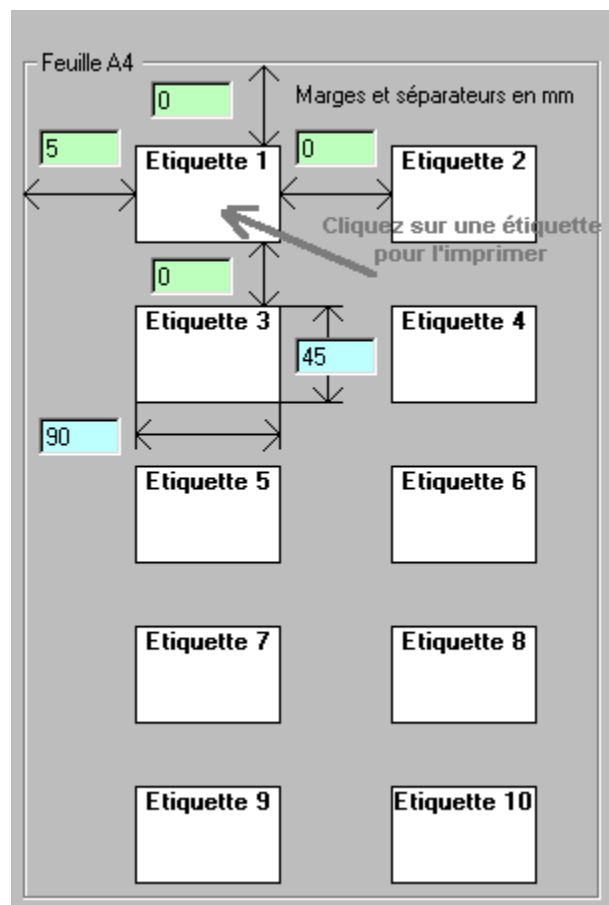 Feuille A4
0
Marges et séparateurs en mm
5
0
Etiquette 1
Etiquette 2
Cliquez sur une étiquette
pour l'imprimer
0
Etiquette 3
Etiquette 4
45
90
Etiquette 5
Etiquette 6
Etiquette 7
Etiquette 8
Etiquette 9
Etiquette 10